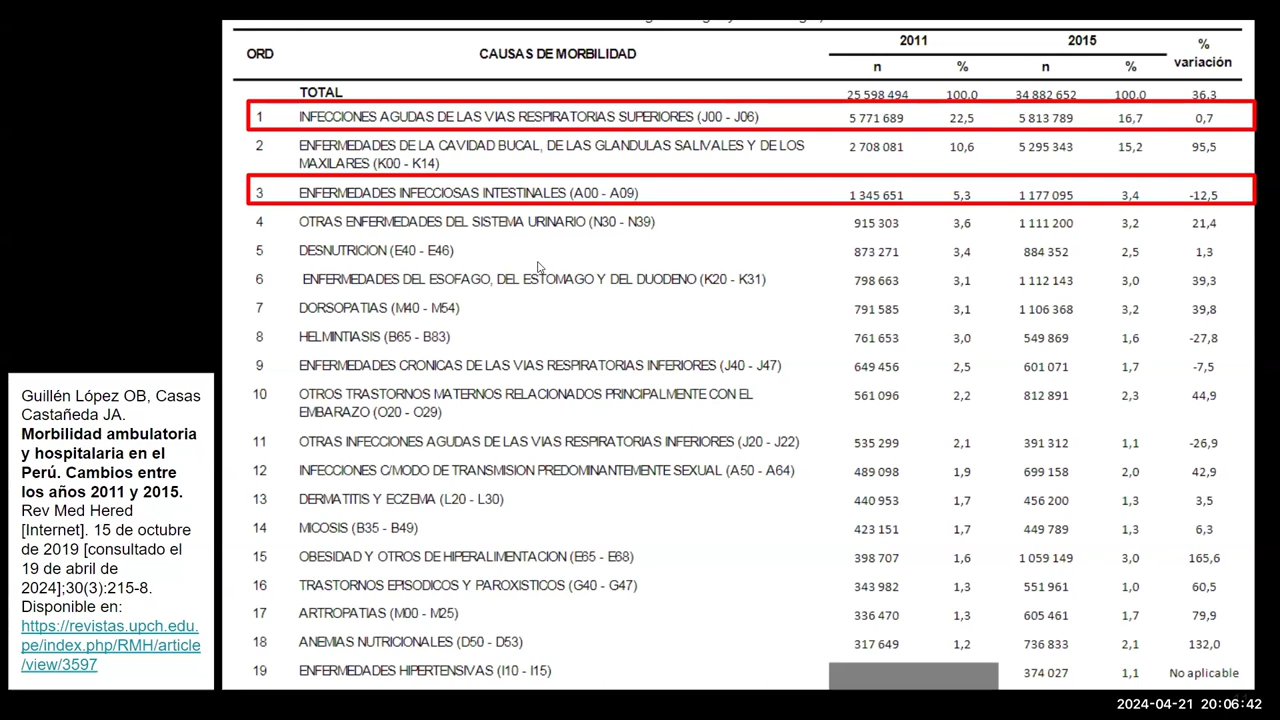 ORD CAUSAS DE MORBILIDAD 2011 2015 % variación
n % n %
TOTAL 25 598 494 100,0 34 882 652 100,0 36,3
1 INFECCIONES AGUDAS DE LAS VIAS RESPIRATORIAS SUPERIORES (J00 - J06) 5 771 689 22,5 5 813 789 16,7 0,7
2 ENFERMEDADES DE LA CAVIDAD BUCAL, DE LAS GLANDULAS SALIVALES Y DE LOS 2 708 081 10,6 5 295 343 15,2 95,5
MAXILARES (K00 - K14)
3 ENFERMEDADES INFECCIOSAS INTESTINALES (A00 - A09) 1 345 651 5,3 1 177 095 3,4 -12,5
4 OTRAS ENFERMEDADES DEL SISTEMA URINARIO (N30 - N39) 915 303 3,6 1 111 200 3,2 21,4
5 DESNUTRICION (E40 - E46) 873 271 3,4 884 352 2,5 1,3
6 ENFERMEDADES DEL ESOFAGO, DEL ESTOMAGO Y DEL DUODENO (K20 - K31) 798 663 3,1 1 112 143 3,0 39,3
7 DORSOPATIAS (M40 - M54) 791 585 3,1 1 106 368 3,2 39,8
8 HELMINTIASIS (B65 - B83) 761 653 3,0 549 869 1,6 -27,8
9 ENFERMEDADES CRONICAS DE LAS VIAS RESPIRATORIAS INFERIORES (J40 - J47) 649 456 2,5 601 071 1,7 -7,5
10 OTROS TRASTORNOS MATERNOS RELACIONADOS PRINCIPALMENTE CON EL 561 096 2,2 812 891 2,3 44,9
EMBARAZO (O20 - O29)
11 OTRAS INFECCIONES AGUDAS DE LAS VIAS RESPIRATORIAS INFERIORES (J20 - J22) 535 299 2,1 391 312 1,1 -26,9
12 INFECCIONES C/MODO DE TRANSMISION PREDOMINANTEMENTE SEXUAL (A50 - A64) 489 098 1,9 699 158 2,0 42,9
13 DERMATITIS Y ECZEMA (L20 - L30) 440 953 1,7 456 200 1,3 3,5
14 MICOSIS (B35 - B49) 423 151 1,7 449 789 1,3 6,3
15 OBESIDAD Y OTROS DE HIPERALIMENTACION (E65 - E68) 398 707 1,6 1 059 149 3,0 165,6
16 TRASTORNOS EPISODICOS Y PAROXISTICOS (G40 - G47) 343 982 1,3 551 961 1,0 60,5
17 ARTROPATIAS (M00 - M25) 336 470 1,3 605 461 1,7 79,9
18 ANEMIAS NUTRICIONALES (D50 - D53) 317 649 1,2 736 833 2,1 132,0
19 ENFERMEDADES HIPERTENSIVAS (I10 - I15) 374 027 1,1 No aplicable
Guillén López OB, Casas
Castañeda JA.
Morbilidad ambulatoria
y hospitalaria en el
Perú. Cambios entre
los años 2011 y 2015.
Rev Med Hered
[Internet]. 15 de octubre
de 2019 [consultado el
19 de abril de
2024];30(3):215-8.
Disponible en:
https://revistas.upch.edu.
pe/index.php/RMH/article
/view/3597
2024-04-21 20:06:42